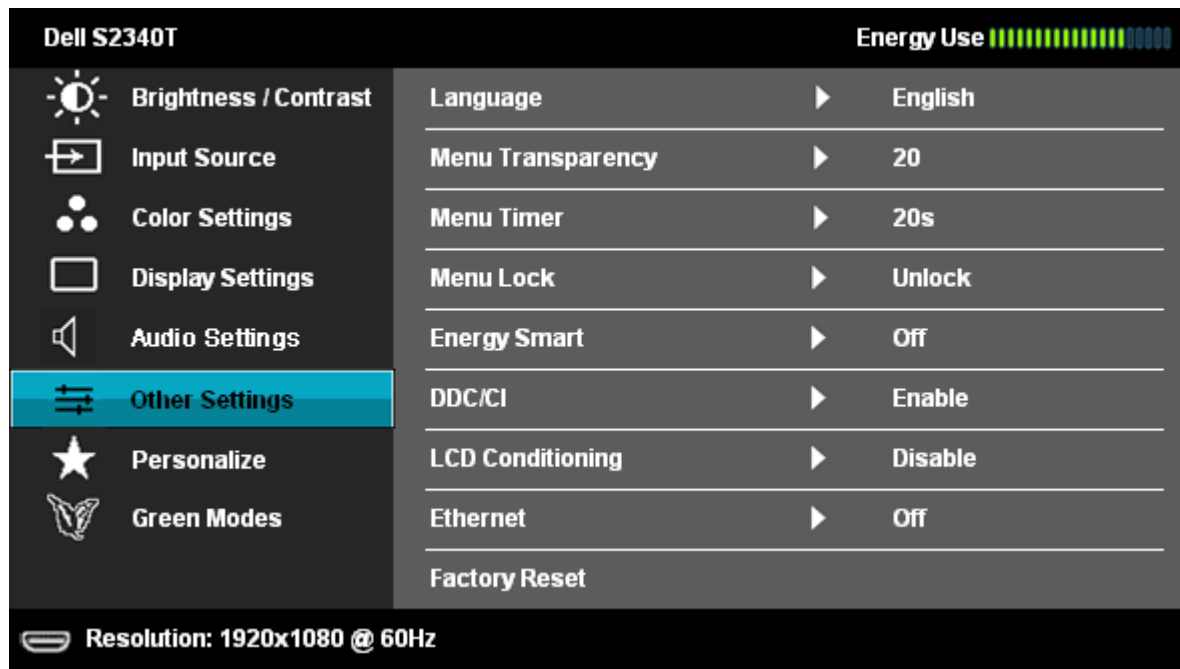 Dell S2340T Energy Use
Brightness / Contrast Language English
Input Source Menu Transparency 20
Color Settings Menu Timer 20s
Display Settings Menu Lock Unlock
Audio Settings Energy Smart Off
Other Settings DDC/CI Enable
Personalize LCD Conditioning Disable
Green Modes Ethernet Off
Factory Reset
Resolution: 1920x1080 @ 60Hz